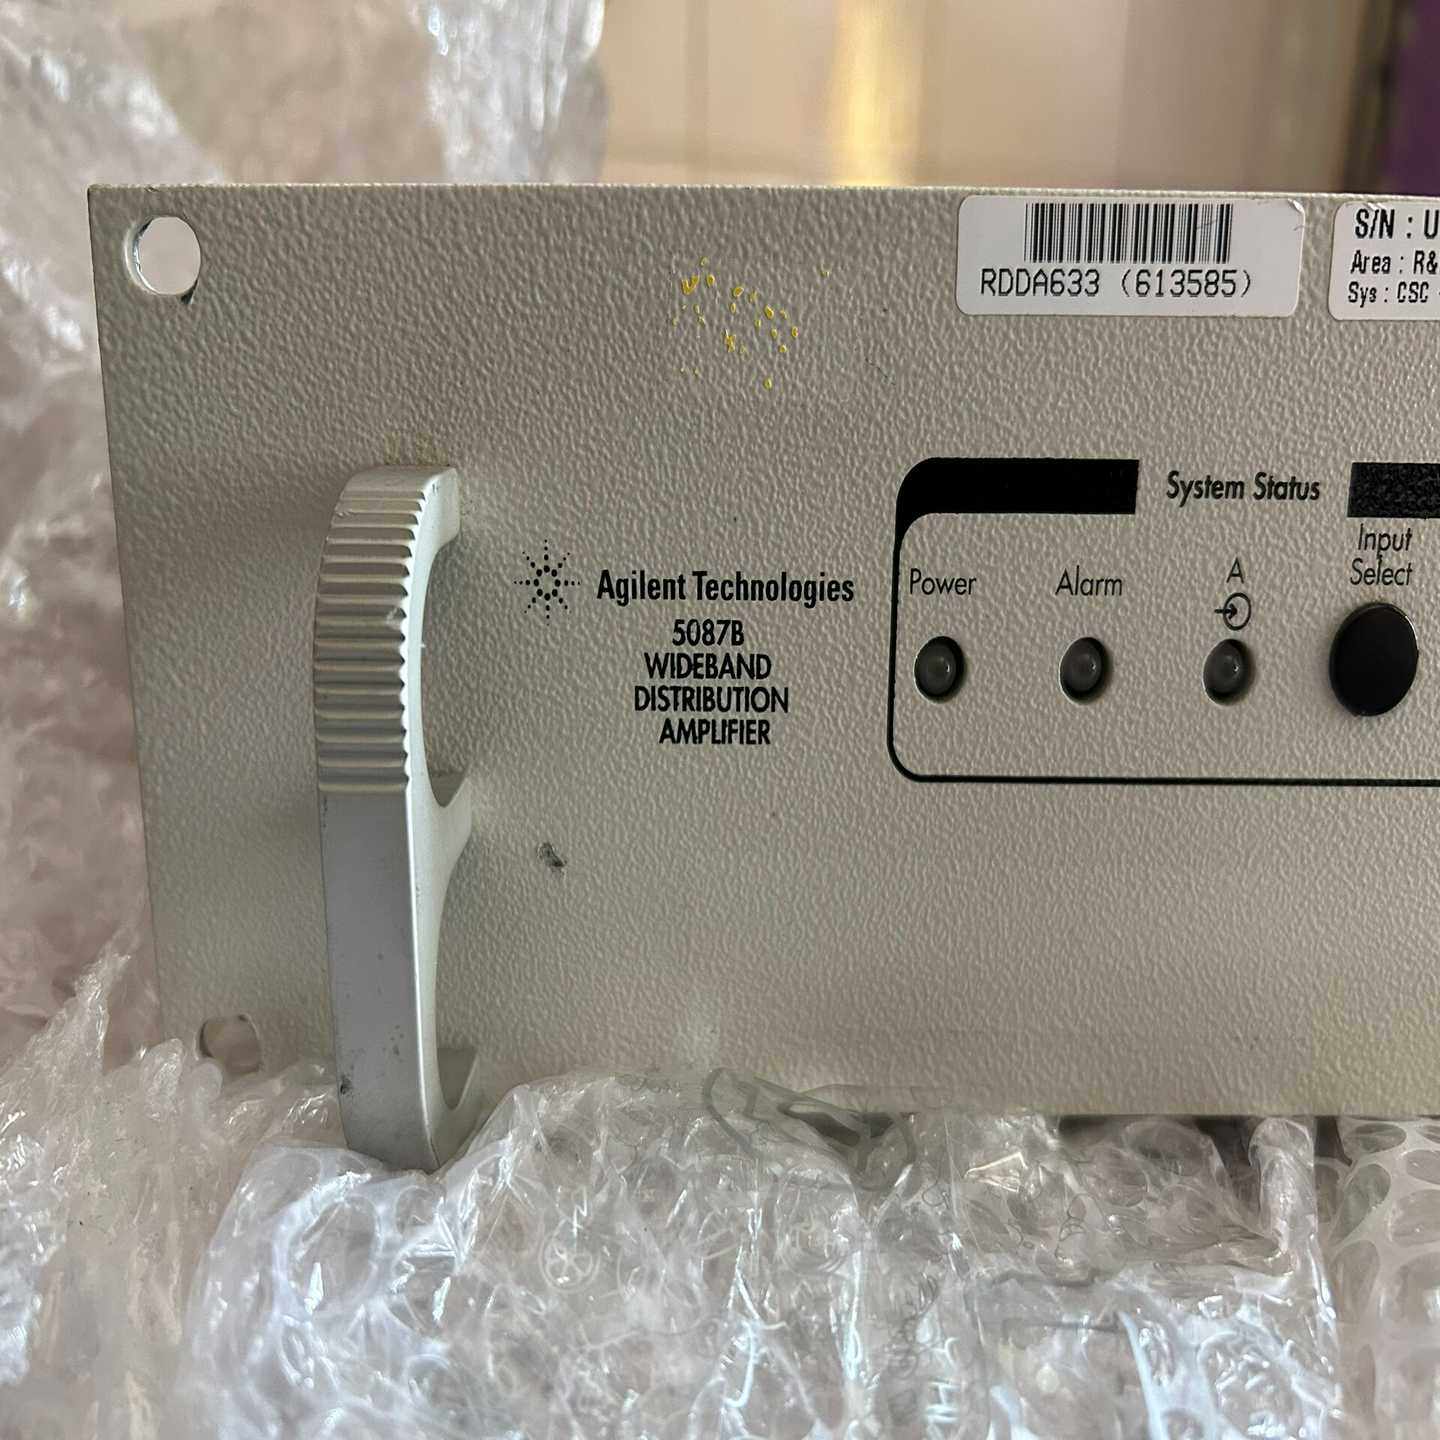 RDDA633 (613585)
S/N : U
Area : R&
Sys : CSC
System Status
Input
Select
Power
Alarm
A
Agilent Technologies
5087B
WIDEBAND
DISTRIBUTION
AMPLIFIER